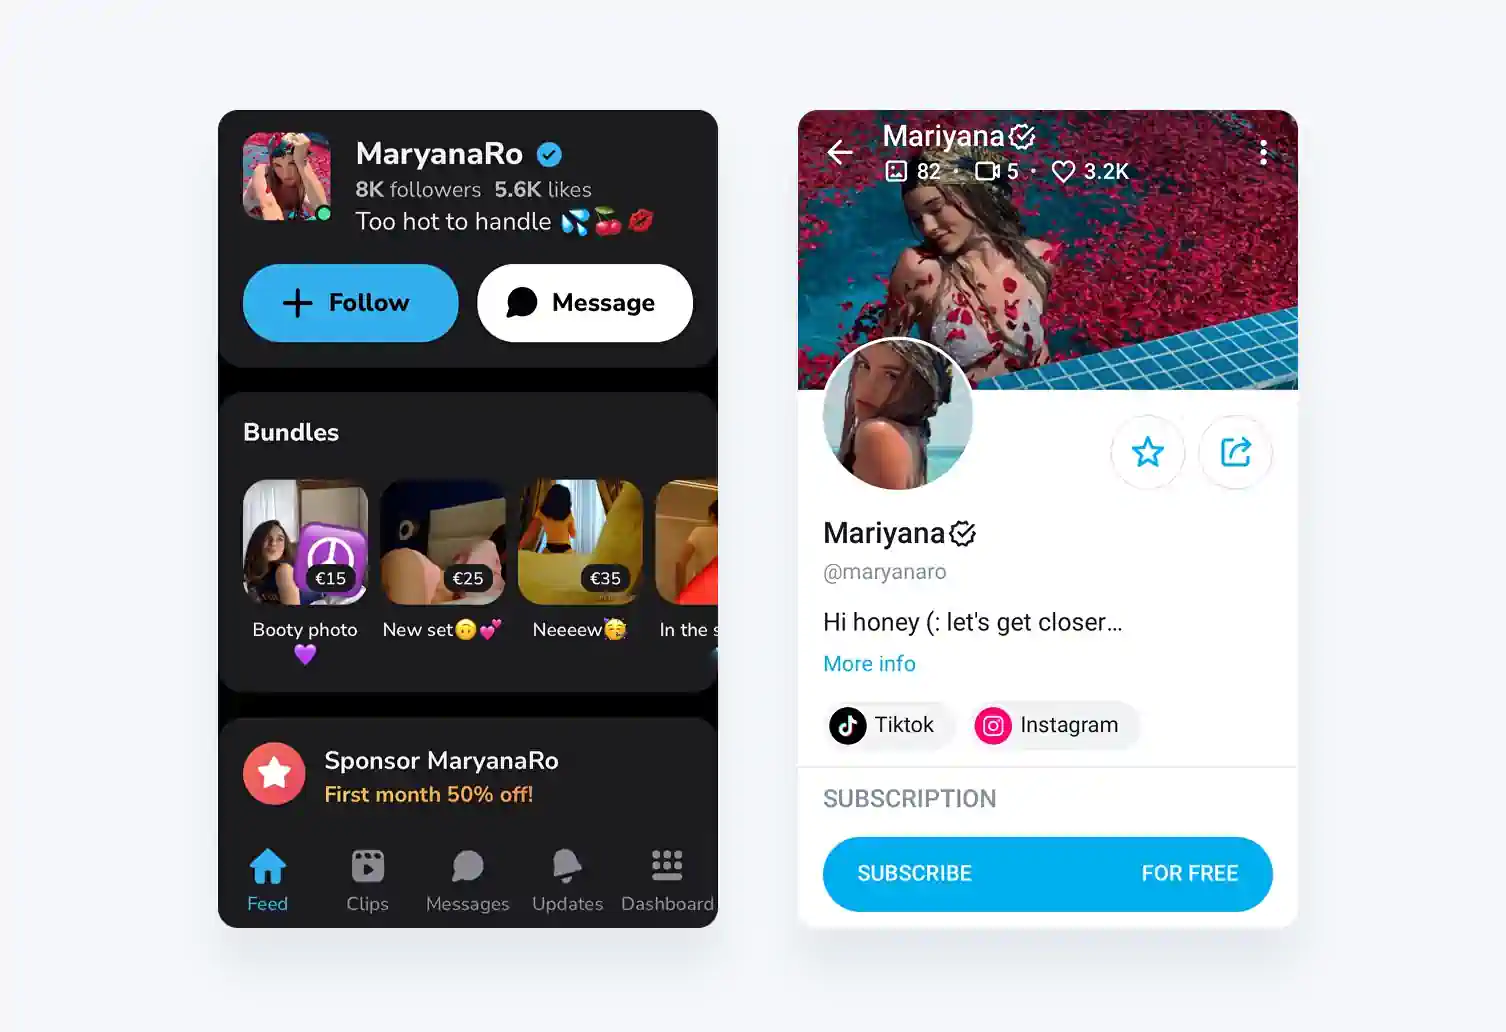 MaryanaRo
8K followers 5.6K likes
Too hot to handle 💦🍒💋
Follow
Message
Bundles
€15
€25
€35
Booty photo
💜
New set🙃💕
Neeeew🥳
In the s
Sponsor MaryanaRo
First month 50% off!
Feed
Clips
Messages
Updates
Dashboard
Mariyana
82 · 5 · 3.2K
Mariyana
@maryanaro
Hi honey (: let's get closer...
More info
Tiktok
Instagram
SUBSCRIPTION
SUBSCRIBE
FOR FREE